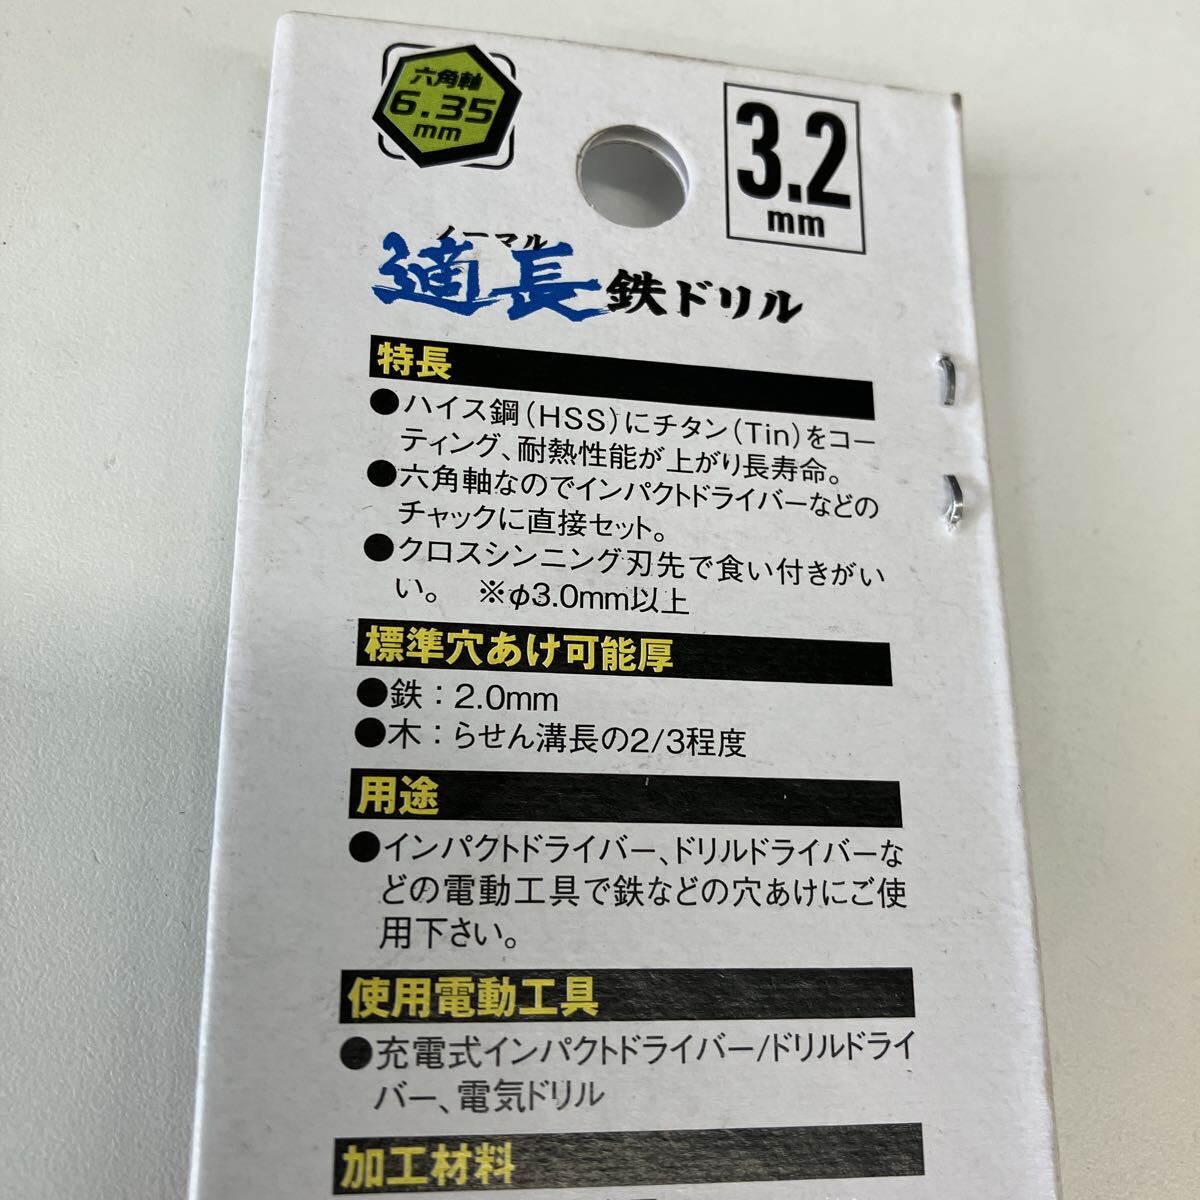 六角軸
6.35
mm
3.2
mm
ノーマル
適長鉄ドリル
特長
●ハイス鋼(HSS)にチタン(Tin)をコー
ティング、耐熱性能が上がり長寿命。
●六角軸なのでインパクトドライバーなどの
チャックに直接セット。
●クロスシンニング刃先で食い付きがい
い。 ※φ3.0mm以上
標準穴あけ可能厚
●鉄：2.0mm
●木：らせん溝長の2/3程度
用途
●インパクトドライバー、ドリルドライバーな
どの電動工具で鉄などの穴あけにご使
用下さい。
使用電動工具
●充電式インパクトドライバー/ドリルドライ
バー、電気ドリル
加工材料